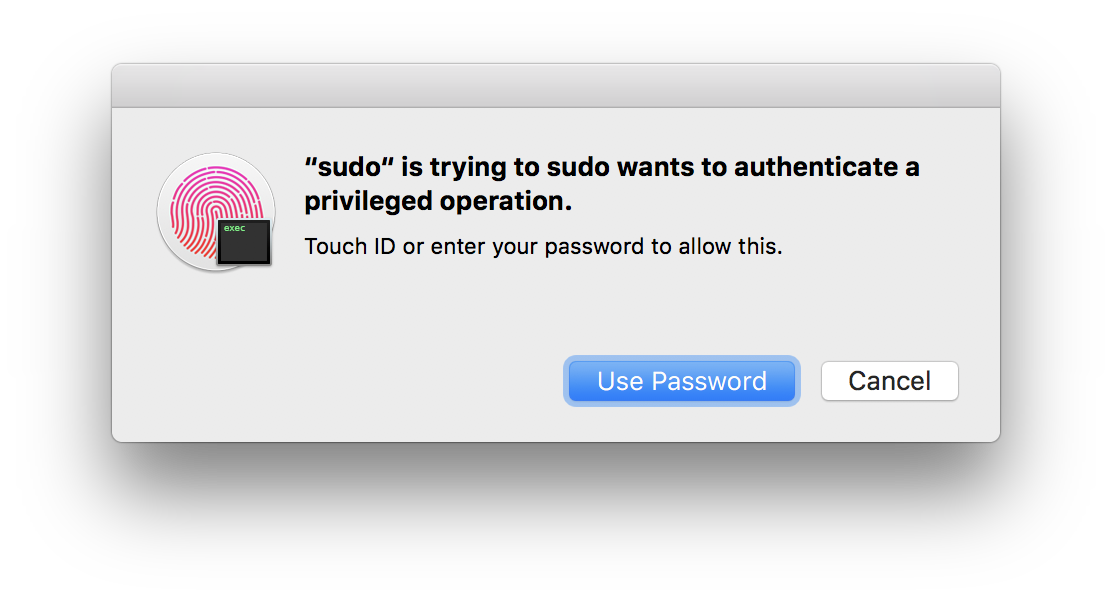 “sudo“ is trying to sudo wants to authenticate a
privileged operation.
exec
Touch ID or enter your password to allow this.
Use Password
Cancel